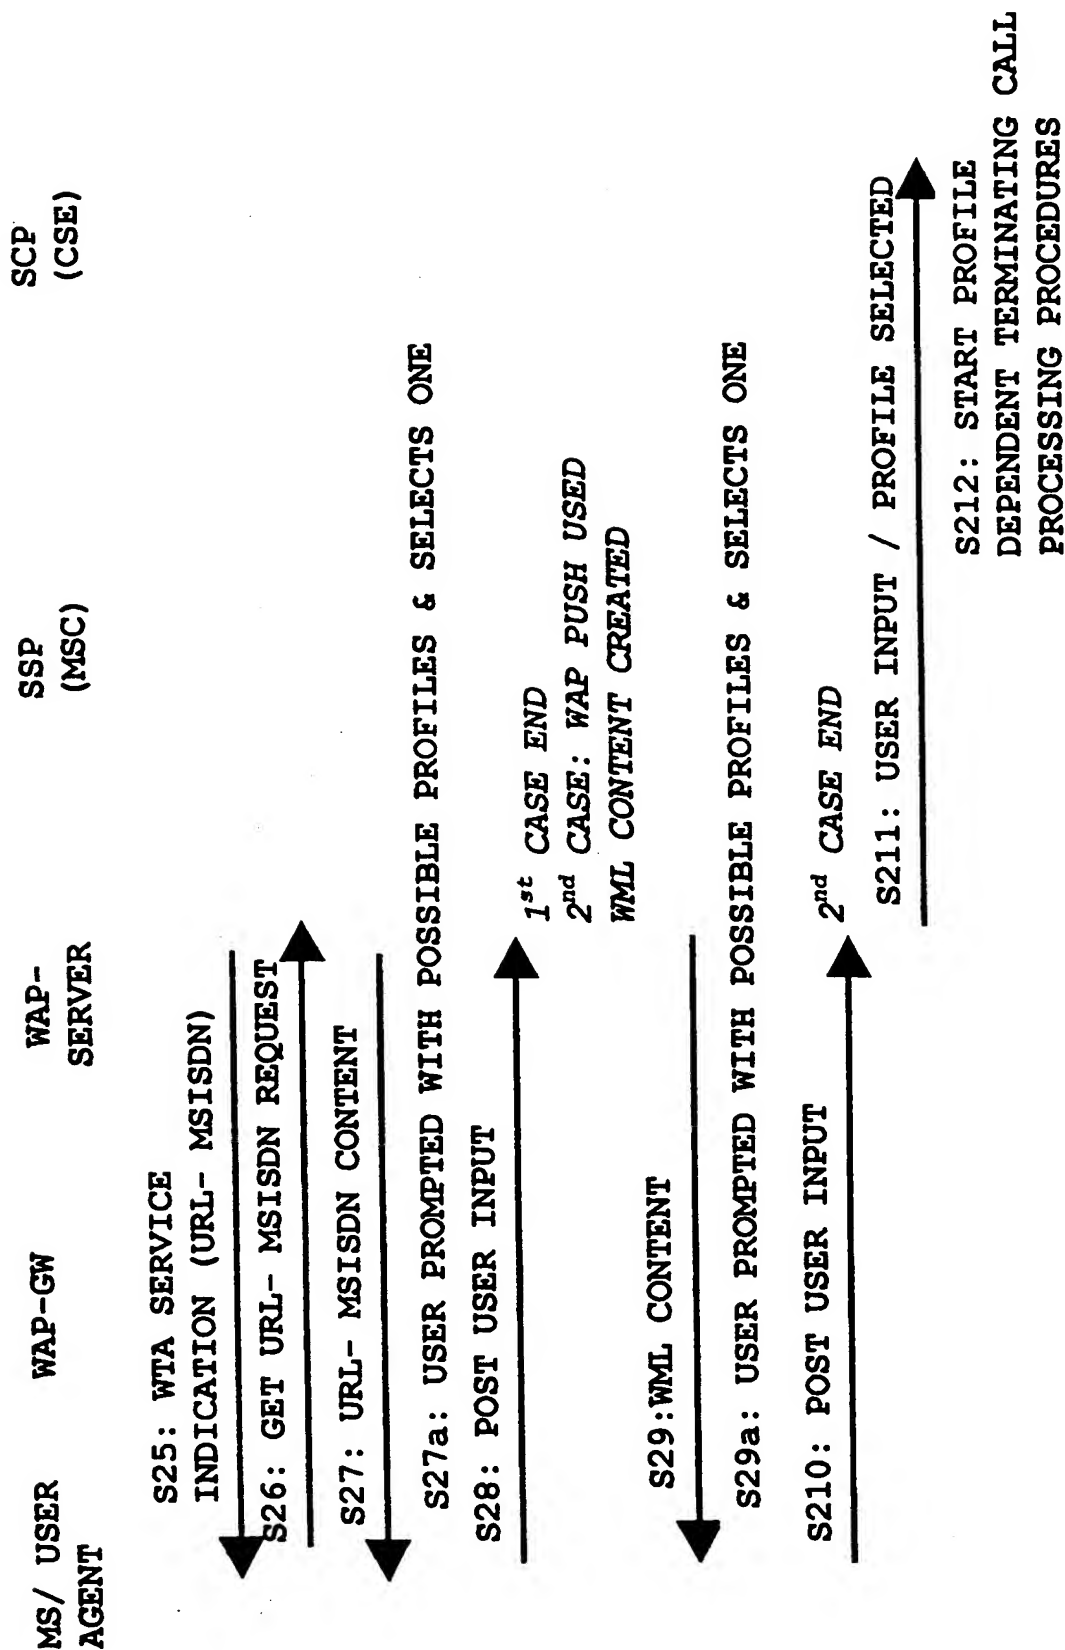 MS/ USER
AGENT
WAP-GW
WAP-
SERVER
SSP
(MSC)
SCP
(CSE)
S25: WTA SERVICE
INDICATION (URL- MSISDN)
S26: GET URL- MSISDN REQUEST
S27: URL- MSISDN CONTENT
S27a: USER PROMPTED WITH POSSIBLE PROFILES & SELECTS ONE
S28: POST USER INPUT
1st CASE END
2nd CASE: WAP PUSH USED
WML CONTENT CREATED
S29:WML CONTENT
S29a: USER PROMPTED WITH POSSIBLE PROFILES & SELECTS ONE
S210: POST USER INPUT
2nd CASE END
S211: USER INPUT / PROFILE SELECTED
S212: START PROFILE
DEPENDENT TERMINATING CALL
PROCESSING PROCEDURES